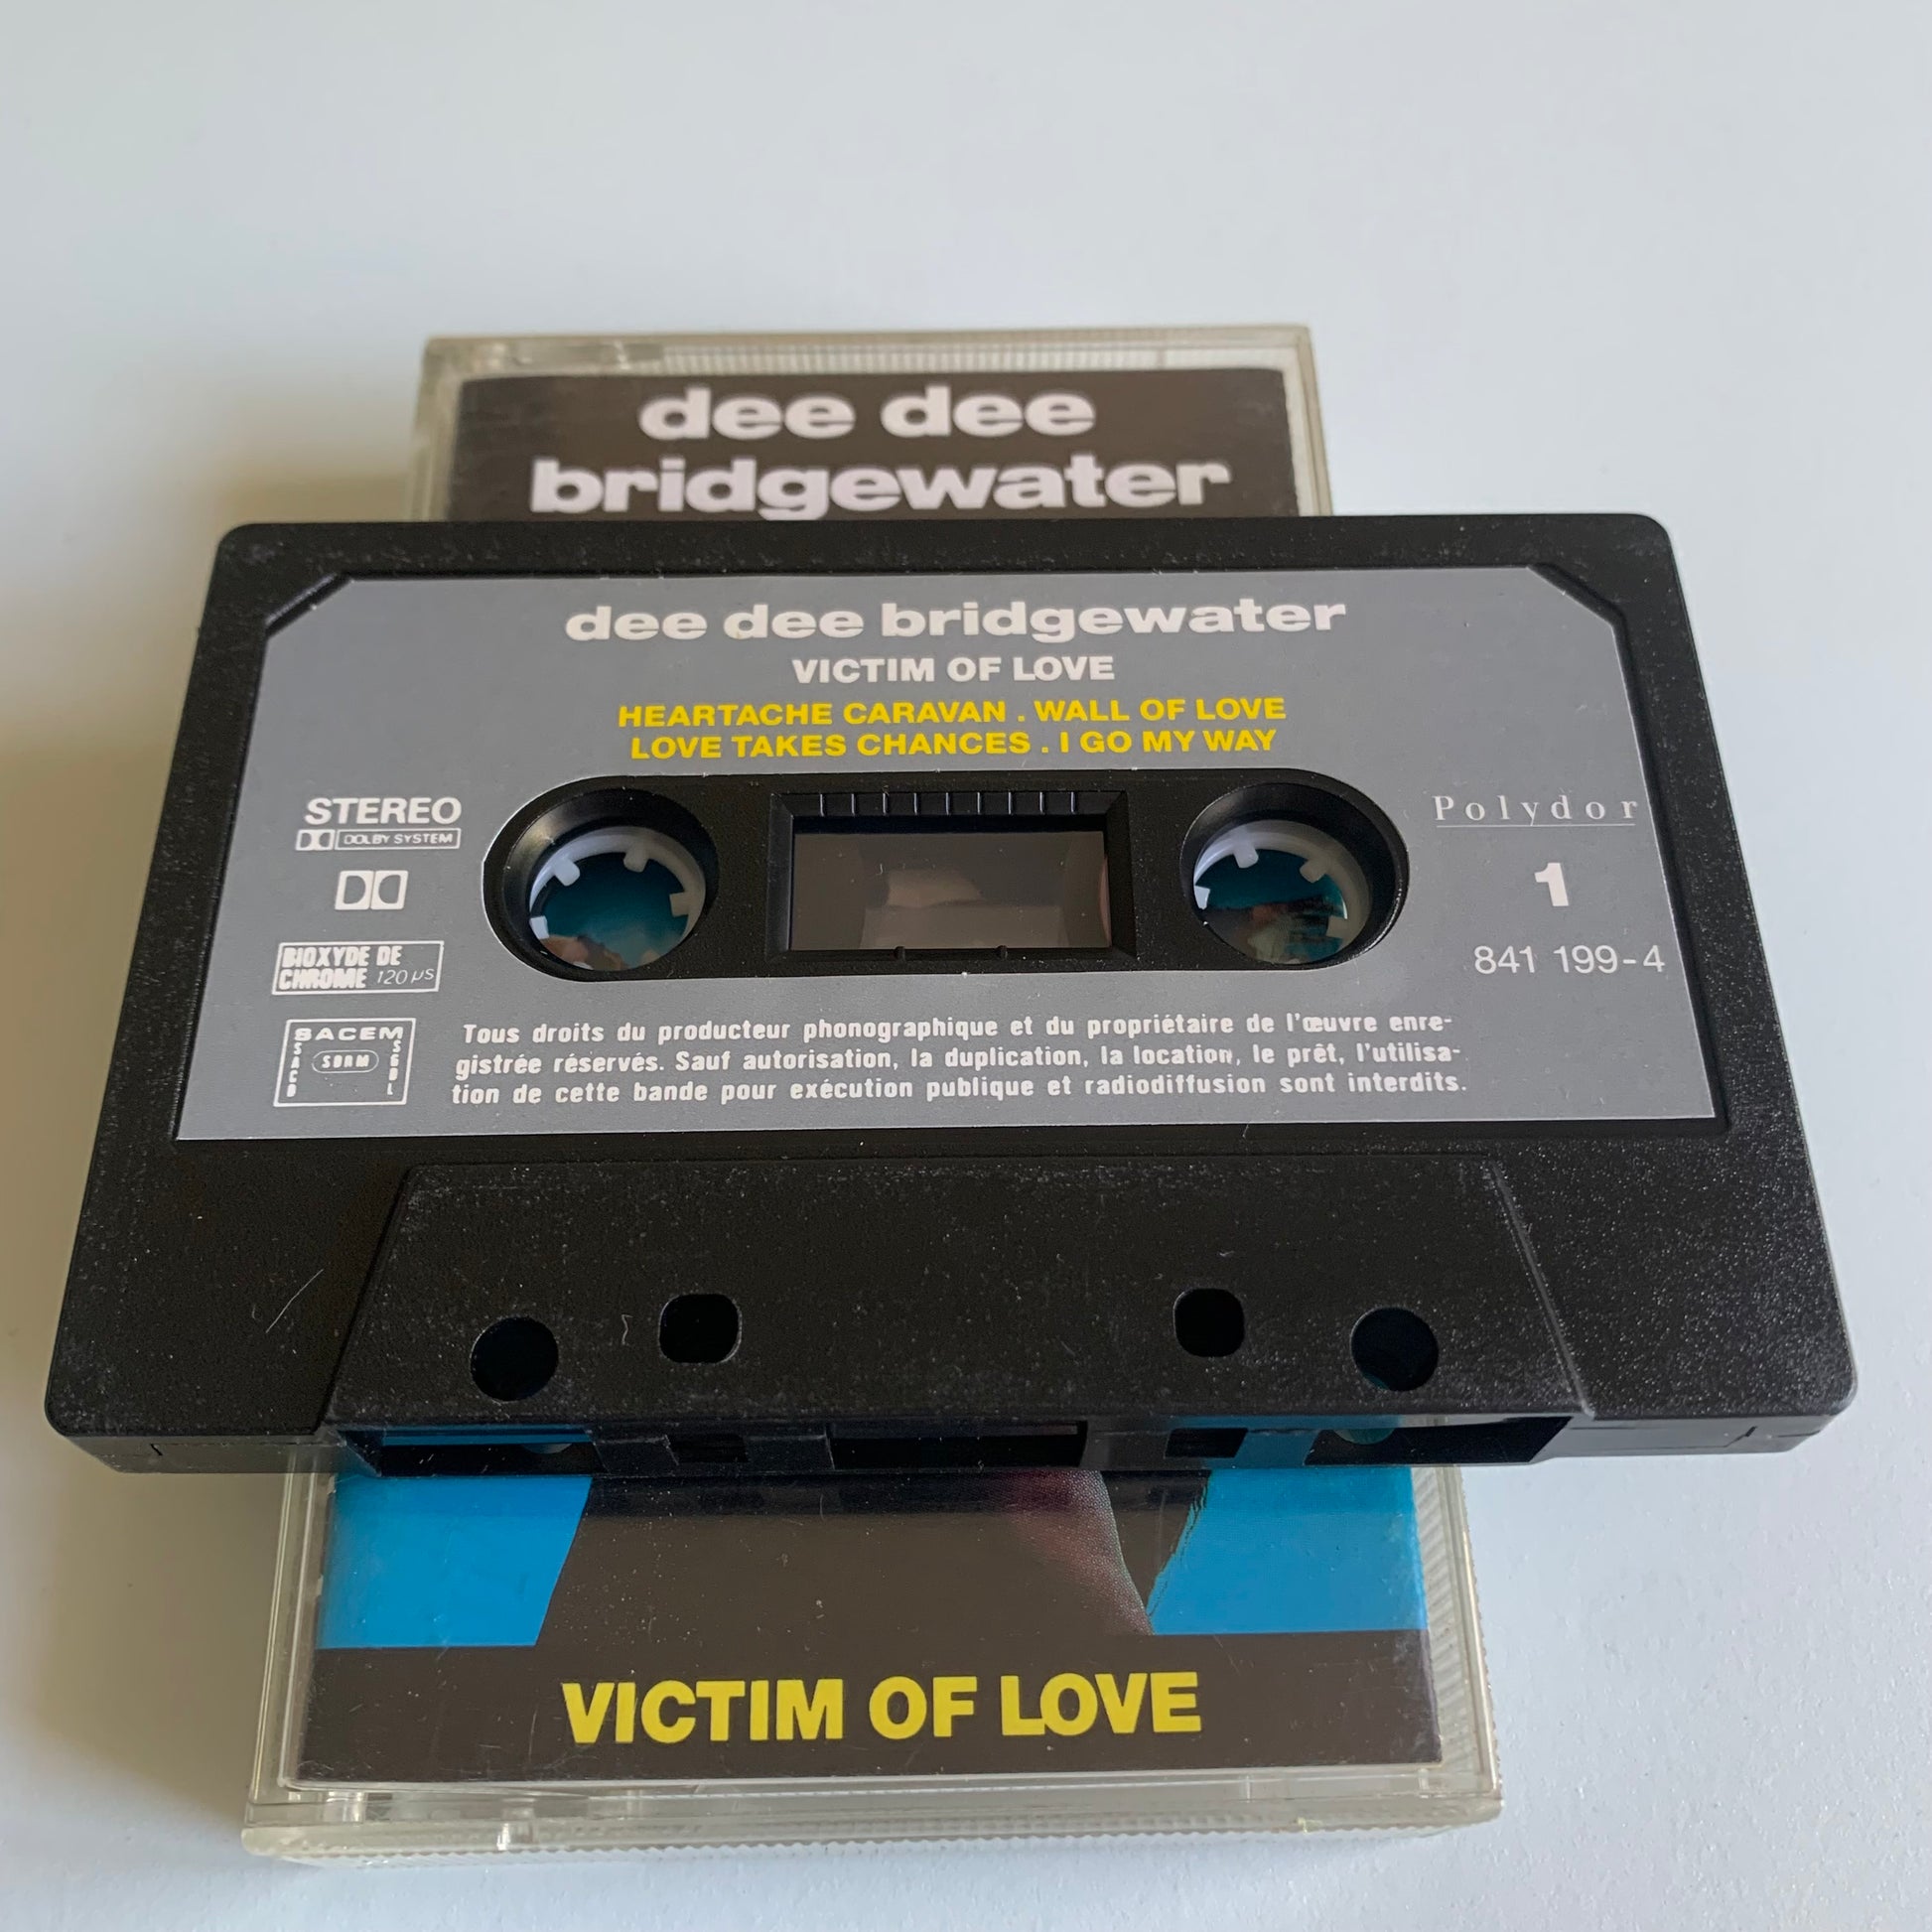 dee dee
bridgewater
dee dee bridgewater
VICTIM OF LOVE
HEARTACHE CARAVAN . WALL OF LOVE
LOVE TAKES CHANCES . I GO MY WAY
STEREO
DOLBY SYSTEM
BIOXYDE DE
CHROME 120 µs
Polydor
1
841 199-4
SACEM
SACD
SDRM
SGDL
Tous droits du producteur phonographique et du propriétaire de l'œuvre enre-
gistrée réservés. Sauf autorisation, la duplication, la location, le prêt, l'utilisa-
tion de cette bande pour exécution publique et radiodiffusion sont interdits.
VICTIM OF LOVE